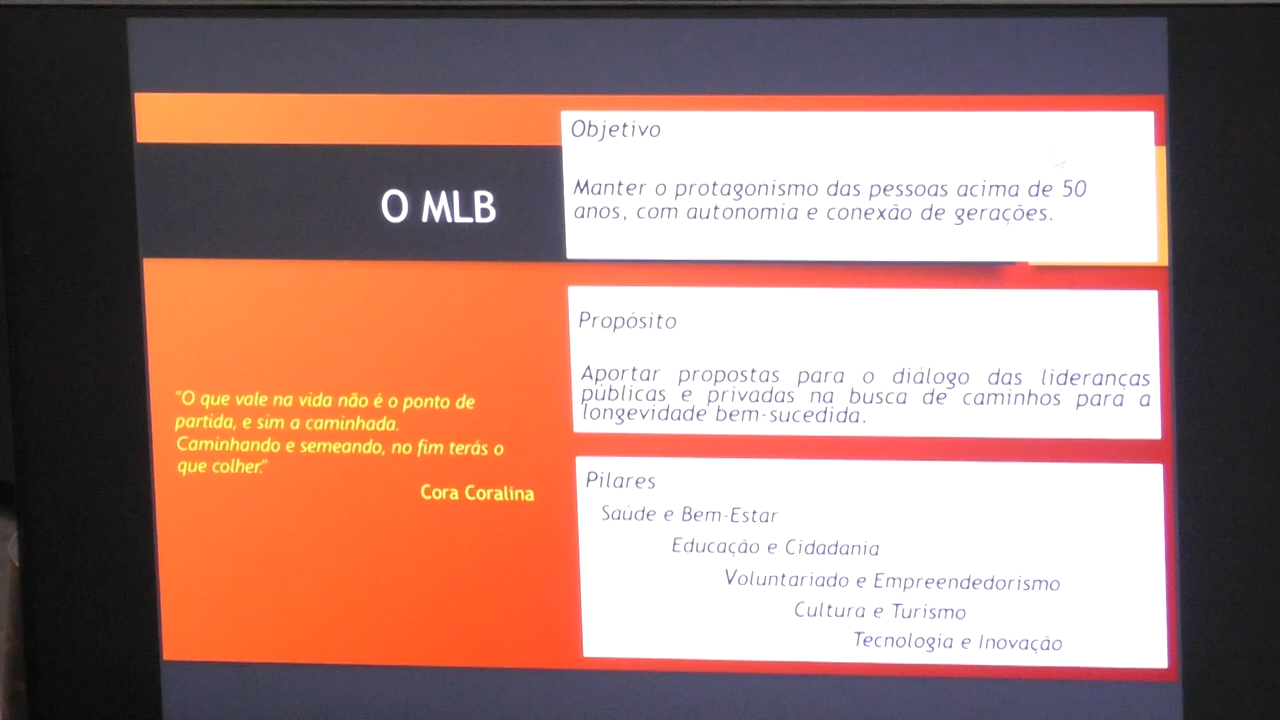 O MLB
"O que vale na vida não é o ponto de
partida, e sim a caminhada.
Caminhando e semeando, no fim terás o
que colher."
Cora Coralina
Objetivo
Manter o protagonismo das pessoas acima de 50
anos, com autonomia e conexão de gerações.
Propósito
Aportar propostas para o diálogo das lideranças
públicas e privadas na busca de caminhos para a
longevidade bem-sucedida.
Pilares
Saúde e Bem-Estar
Educação e Cidadania
Voluntariado e Empreendedorismo
Cultura e Turismo
Tecnologia e Inovação